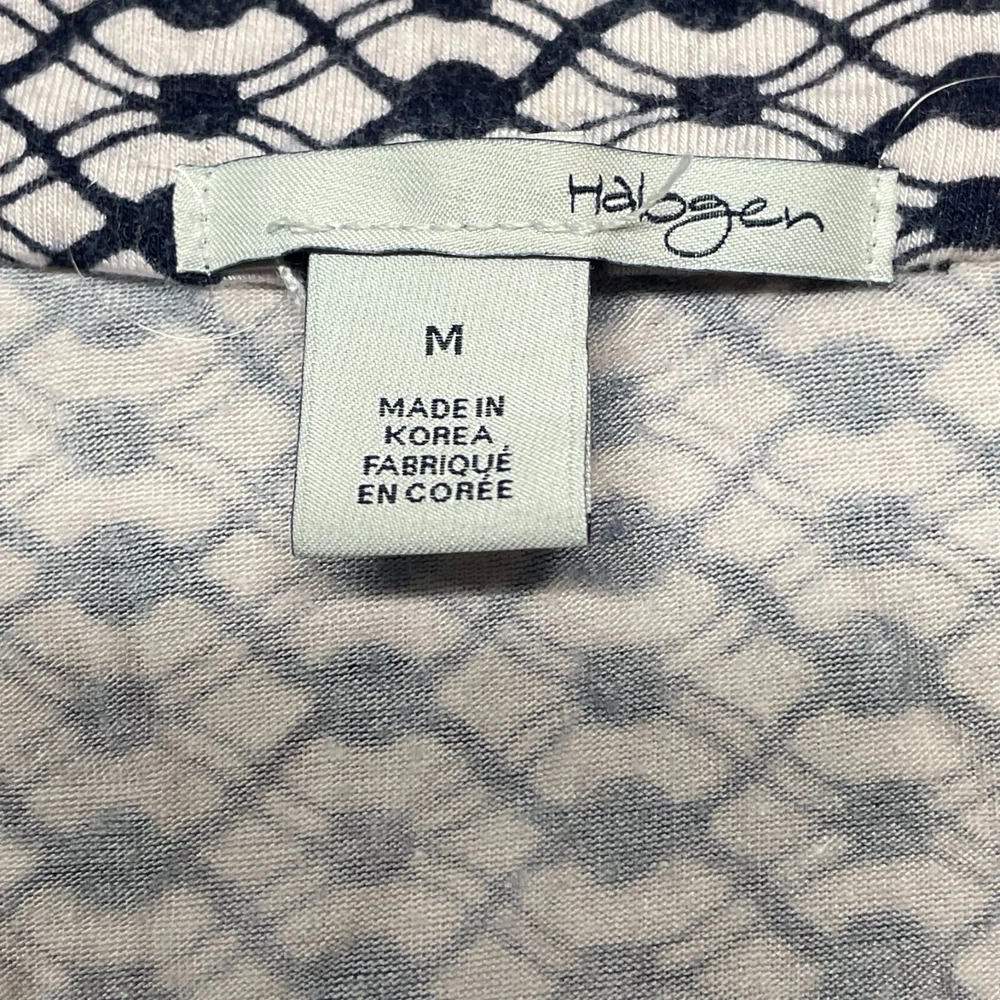 Halogen
M
MADE IN
KOREA
FABRIQUÉ
EN CORÉE